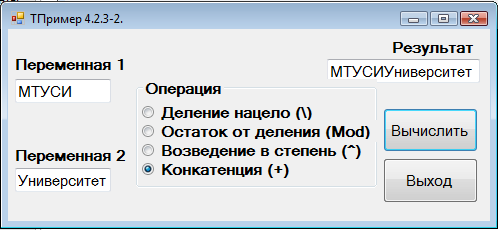 ТПример 4.2.3-2.
Результат
Переменная 1
МТУСИУниверситет
МТУСИ
Операция
Деление нацело (\)
Остаток от деления (Mod)
Вычислить
Переменная 2
Возведение в степень (^)
Конкатенция (+)
Университет
Выход